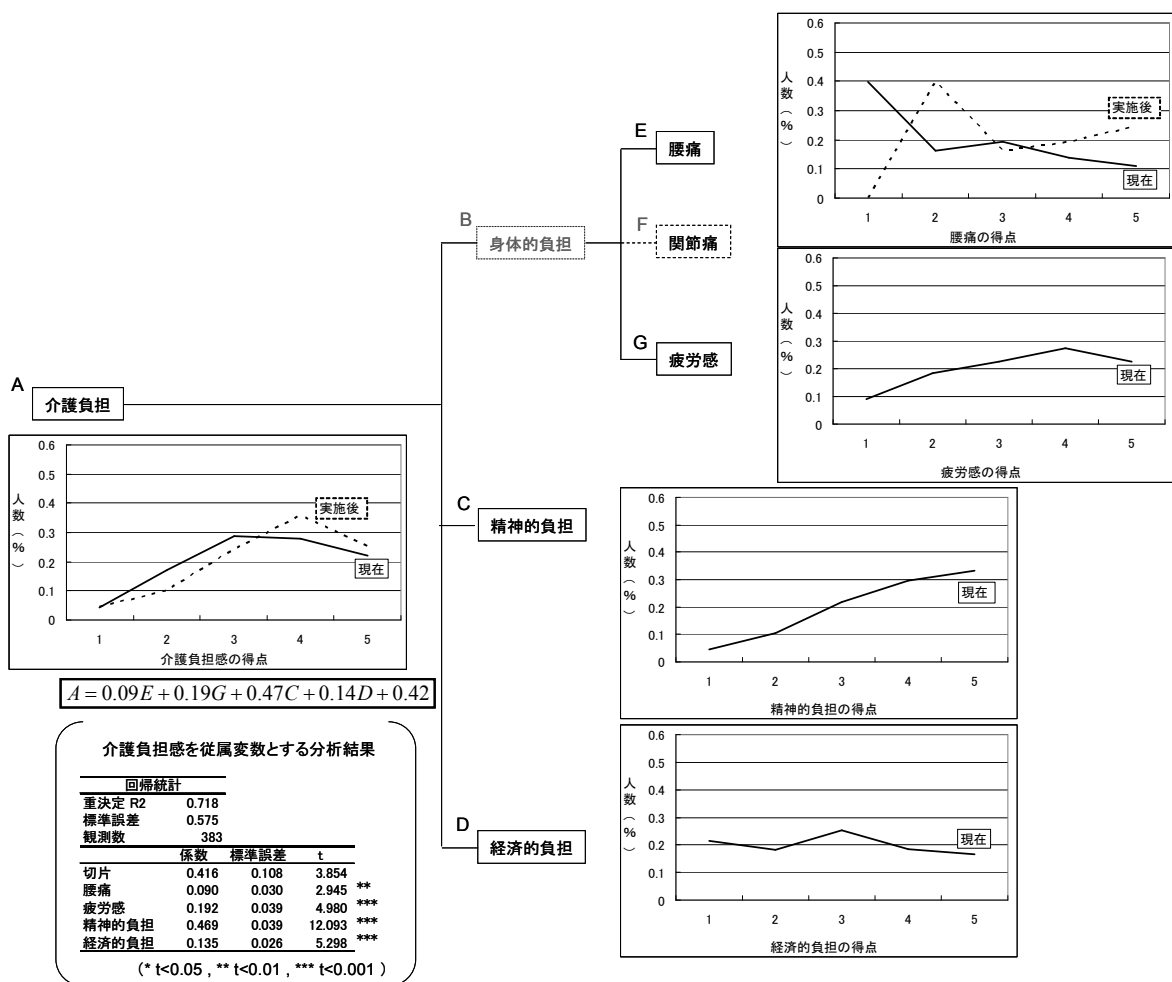 0.6
0.5
0.4
0.3
0.2
0.1
0
人数(%)
実施後
現在
1 2 3 4 5
腰痛の得点
E
腰痛
B
身体的負担
F
関節痛
G
疲労感
0.6
0.5
0.4
0.3
0.2
0.1
0
人数(%)
現在
1 2 3 4 5
疲労感の得点
A
介護負担
0.6
0.5
0.4
0.3
0.2
0.1
0
人数(%)
実施後
現在
1 2 3 4 5
介護負担感の得点
C
精神的負担
0.6
0.5
0.4
0.3
0.2
0.1
0
人数(%)
現在
1 2 3 4 5
精神的負担の得点
A = 0.09E + 0.19G + 0.47C + 0.14D + 0.42
介護負担感を従属変数とする分析結果
回帰統計
重決定 R2 0.718
標準誤差 0.575
観測数 383
係数 標準誤差 t
切片 0.416 0.108 3.854
腰痛 0.090 0.030 2.945 **
疲労感 0.192 0.039 4.980 ***
精神的負担 0.469 0.039 12.093 ***
経済的負担 0.135 0.026 5.298 ***
(* t<0.05 , ** t<0.01 , *** t<0.001 )
D
経済的負担
0.6
0.5
0.4
0.3
0.2
0.1
0
人数(%)
現在
1 2 3 4 5
経済的負担の得点